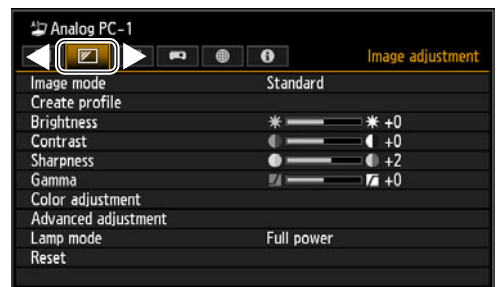 Analog PC-1
Image adjustment
Image mode Standard
Create profile
Brightness +0
Contrast +0
Sharpness +2
Gamma +0
Color adjustment
Advanced adjustment
Lamp mode Full power
Reset